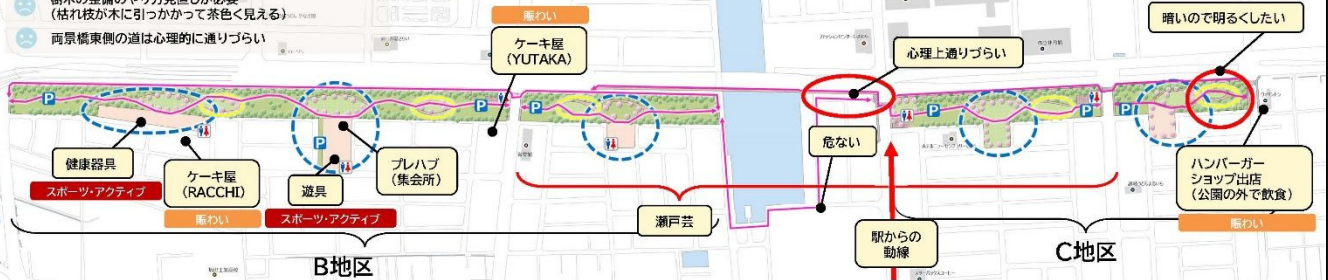 樹木の整備のやり方見直しが必要
(枯れ枝が木に引っかかって茶色く見える)
両景橋東側の道は心理的に通りづらい
賑わい
ケーキ屋
(YUTAKA)
心理上通りづらい
暗いので明るくしたい
P
P
P
P
P
P
P
健康器具
スポーツ・アクティブ
ケーキ屋
(RACCHI)
賑わい
遊具
スポーツ・アクティブ
プレハブ
(集会所)
瀬戸芸
危ない
駅からの
動線
ハンバーガー
ショップ出店
(公園の外で飲食)
賑わい
B地区
C地区